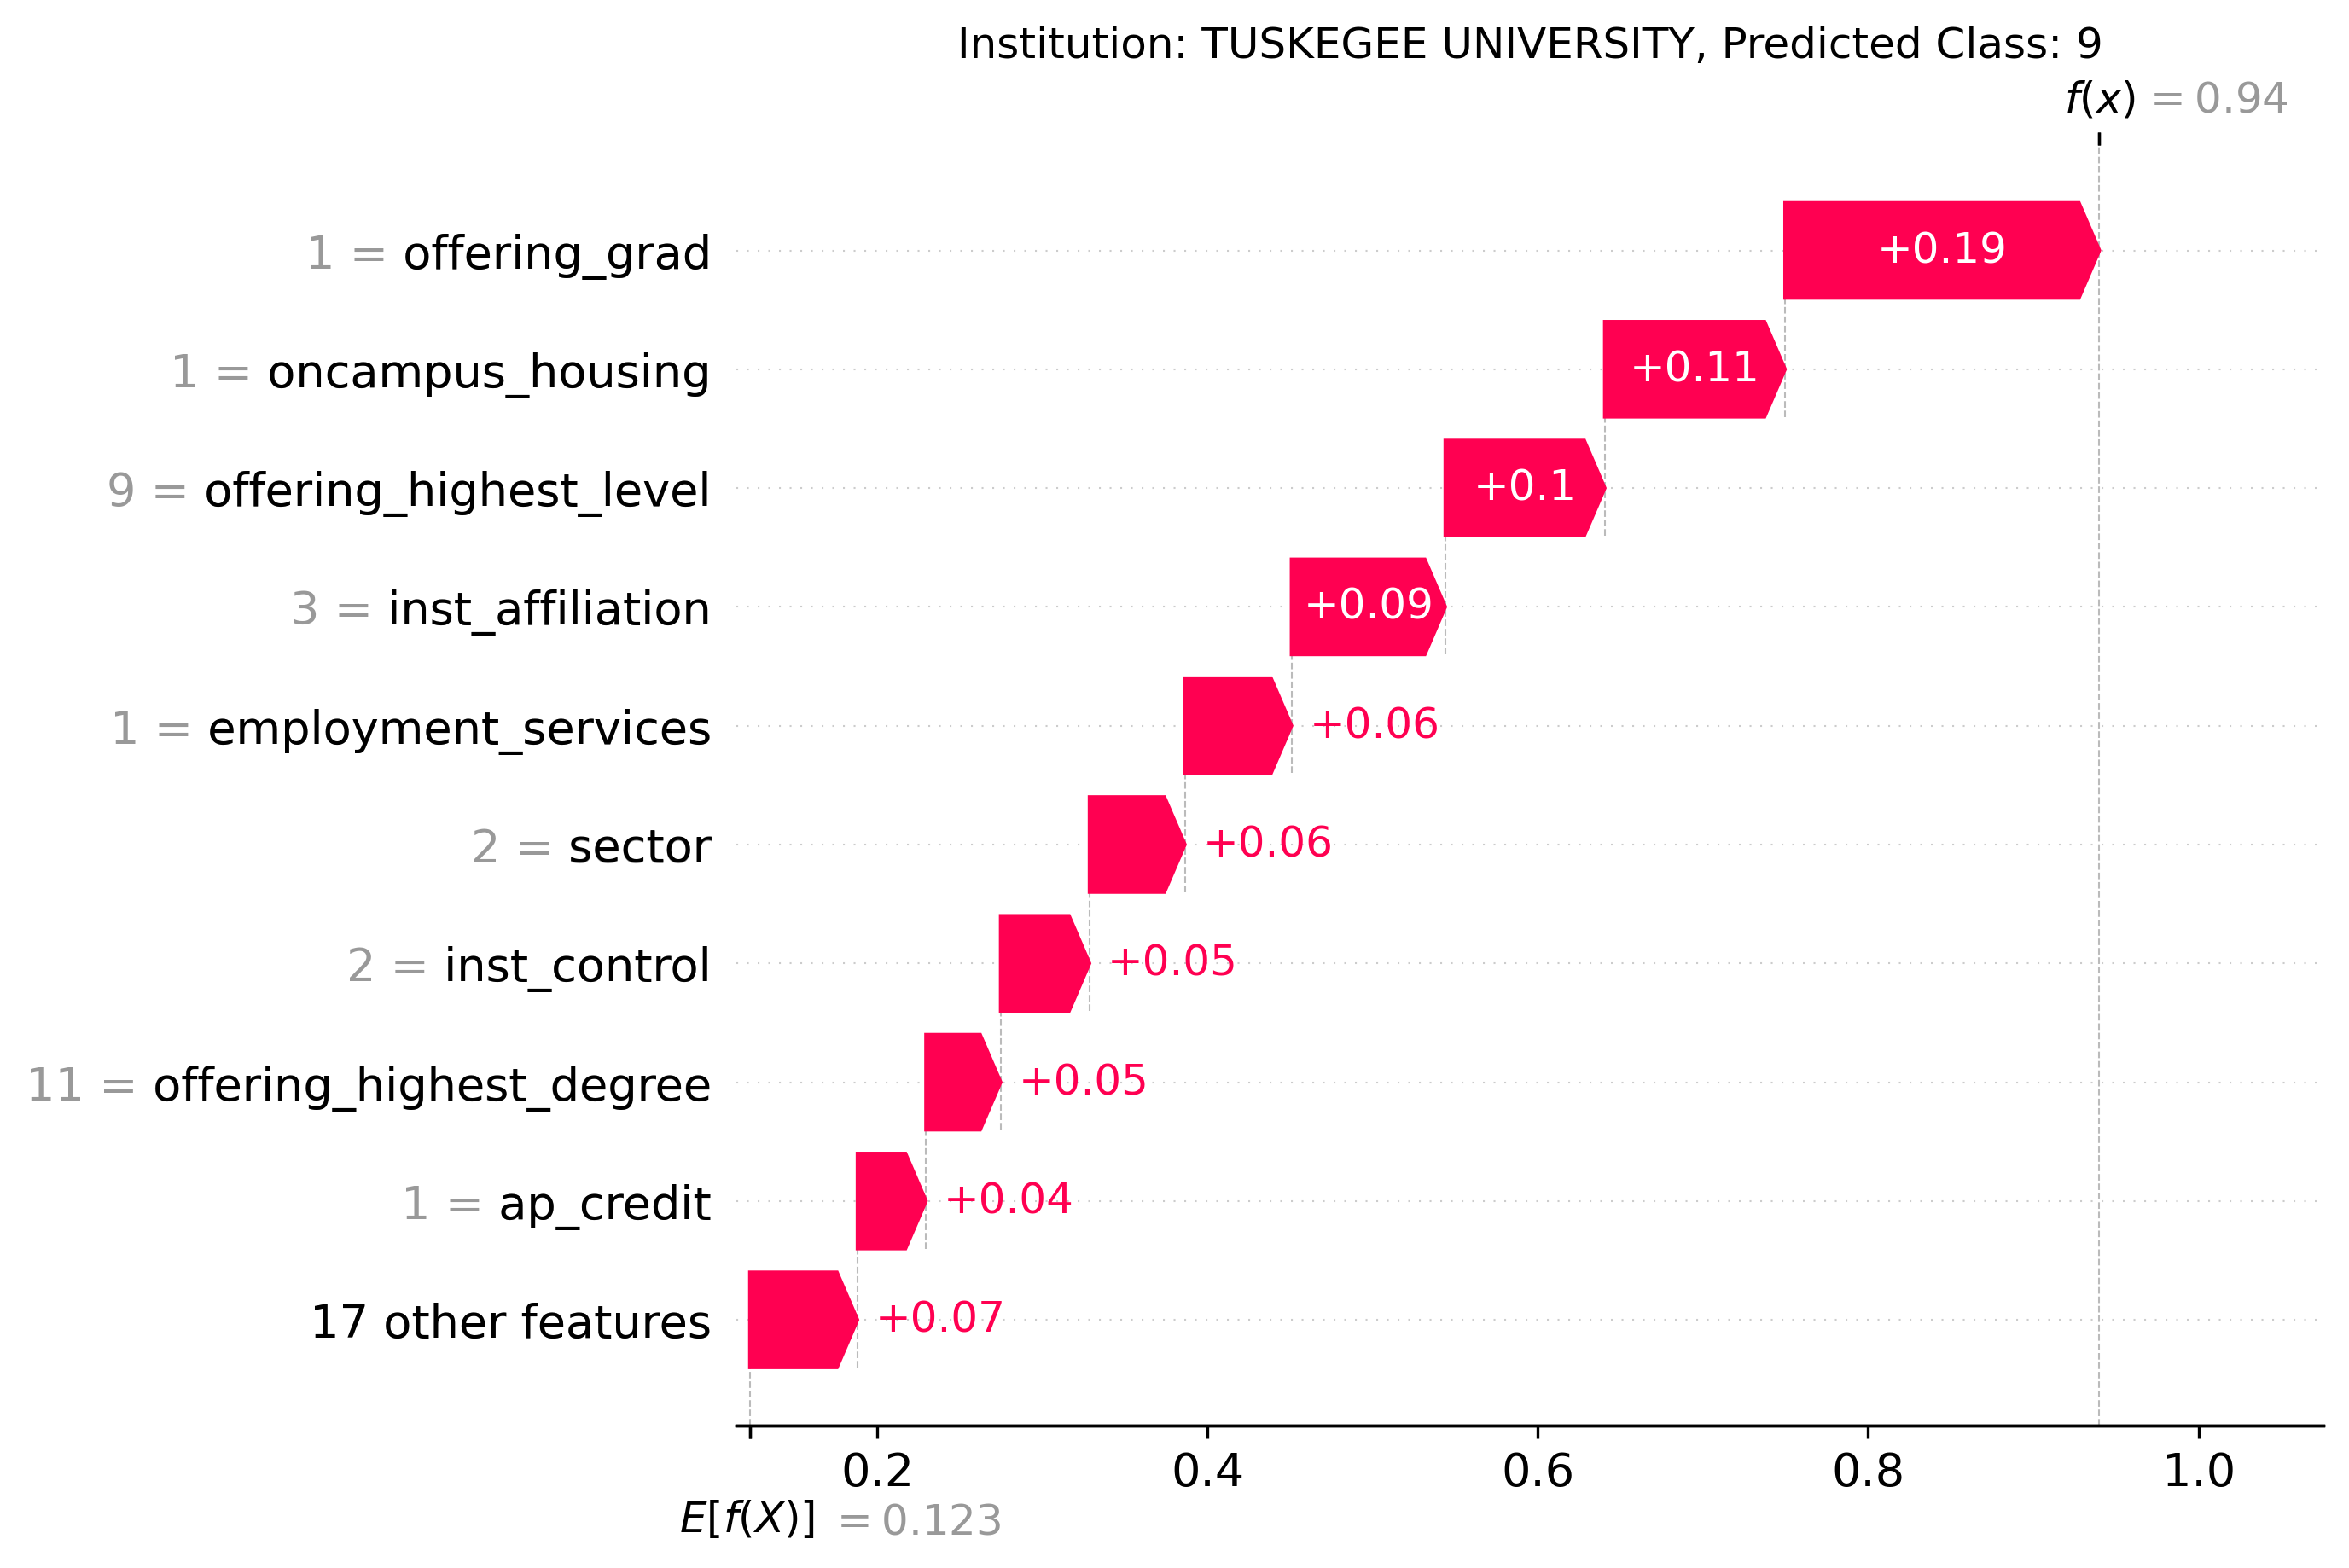 Institution: TUSKEGEE UNIVERSITY, Predicted Class: 9
f(x) = 0.94
1 = offering_grad +0.19
1 = oncampus_housing +0.11
9 = offering_highest_level +0.1
3 = inst_affiliation +0.09
1 = employment_services +0.06
2 = sector +0.06
2 = inst_control +0.05
11 = offering_highest_degree +0.05
1 = ap_credit +0.04
17 other features +0.07
0.2 0.4 0.6 0.8 1.0
E[f(X)] = 0.123